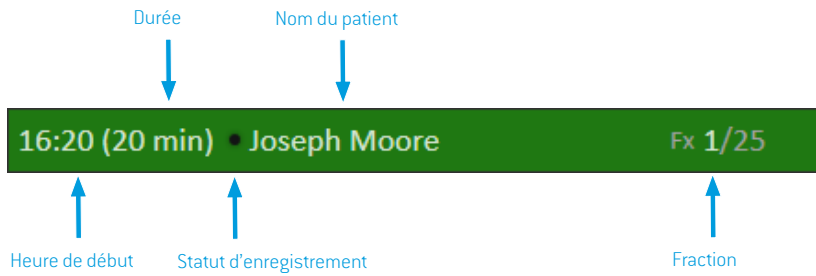 Durée Nom du patient
16:20 (20 min) • Joseph Moore Fx 1/25
Heure de début Statut d'enregistrement Fraction